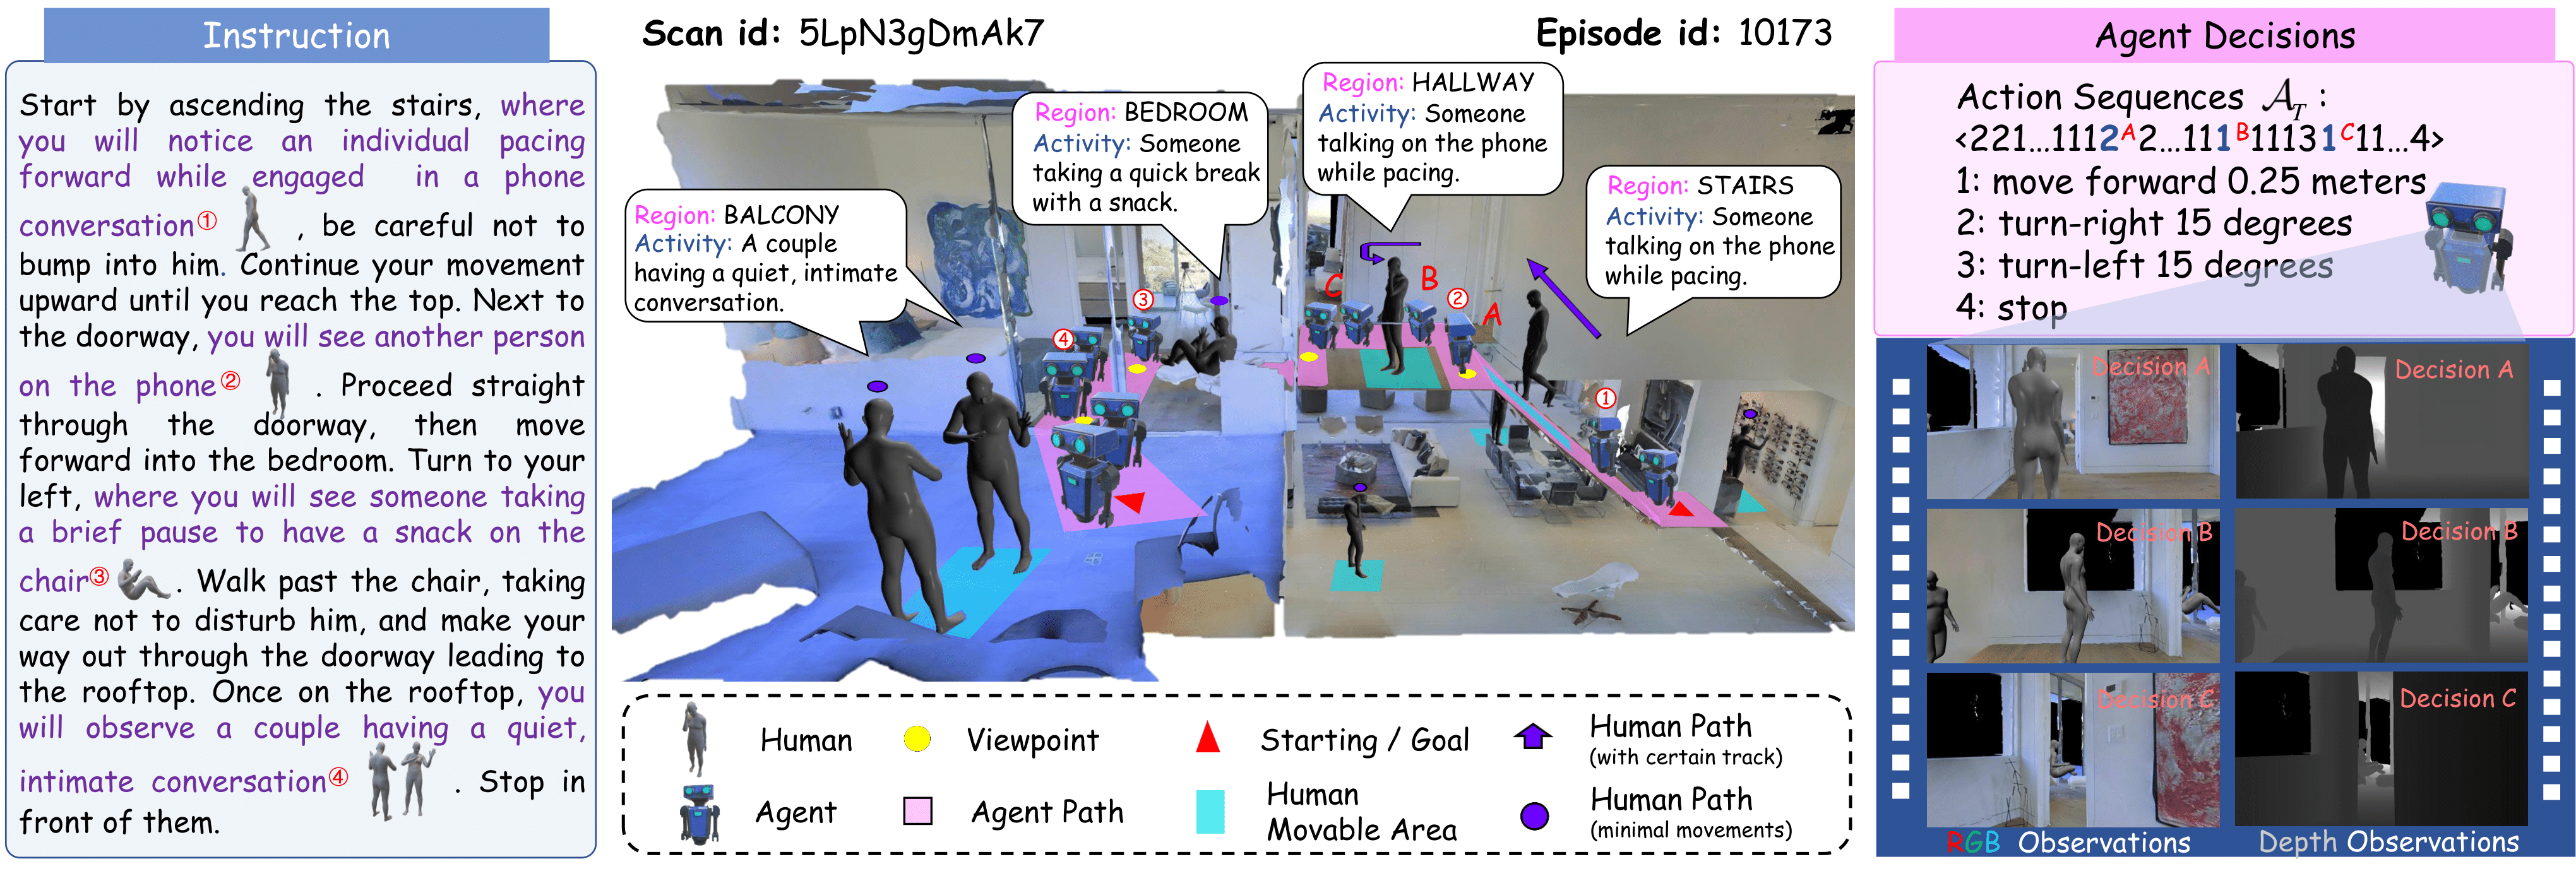 Instruction
Start by ascending the stairs, where
you will notice an individual pacing
forward while engaged in a phone
conversation① , be careful not to
bump into him. Continue your movement
upward until you reach the top. Next to
the doorway, you will see another person
on the phone② . Proceed straight
through the doorway, then move
forward into the bedroom. Turn to your
left, where you will see someone taking
a brief pause to have a snack on the
chair③ . Walk past the chair, taking
care not to disturb him, and make your
way out through the doorway leading to
the rooftop. Once on the rooftop, you
will observe a couple having a quiet,
intimate conversation④ . Stop in
front of them.
Scan id: 5LpN3gDmAk7
Episode id: 10173
Region: BALCONY
Activity: A couple
having a quiet, intimate
conversation.
Region: BEDROOM
Activity: Someone
taking a quick break
with a snack.
Region: HALLWAY
Activity: Someone
talking on the phone
while pacing.
Region: STAIRS
Activity: Someone
talking on the phone
while pacing.
④
③
C
B
②
A
①
Human
Viewpoint
Starting / Goal
Human Path
(with certain track)
Agent
Agent Path
Human
Movable Area
Human Path
(minimal movements)
Agent Decisions
Action Sequences 𝒜T :
<221...1112A2...111B11131C11...4>
1: move forward 0.25 meters
2: turn-right 15 degrees
3: turn-left 15 degrees
4: stop
Decision A
Decision A
Decision B
Decision B
Decision C
Decision C
RGB Observations
Depth Observations